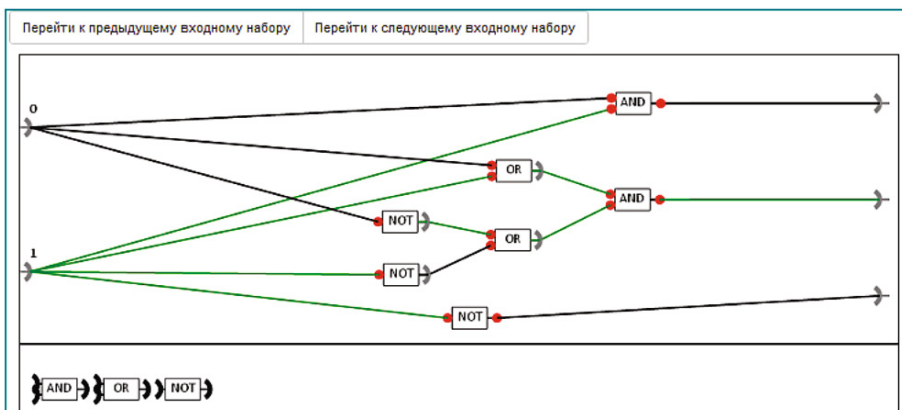 Перейти к предыдущему входному набору Перейти к следующему входному набору
0
AND
OR
AND
NOT
OR
1
NOT
NOT
AND OR NOT